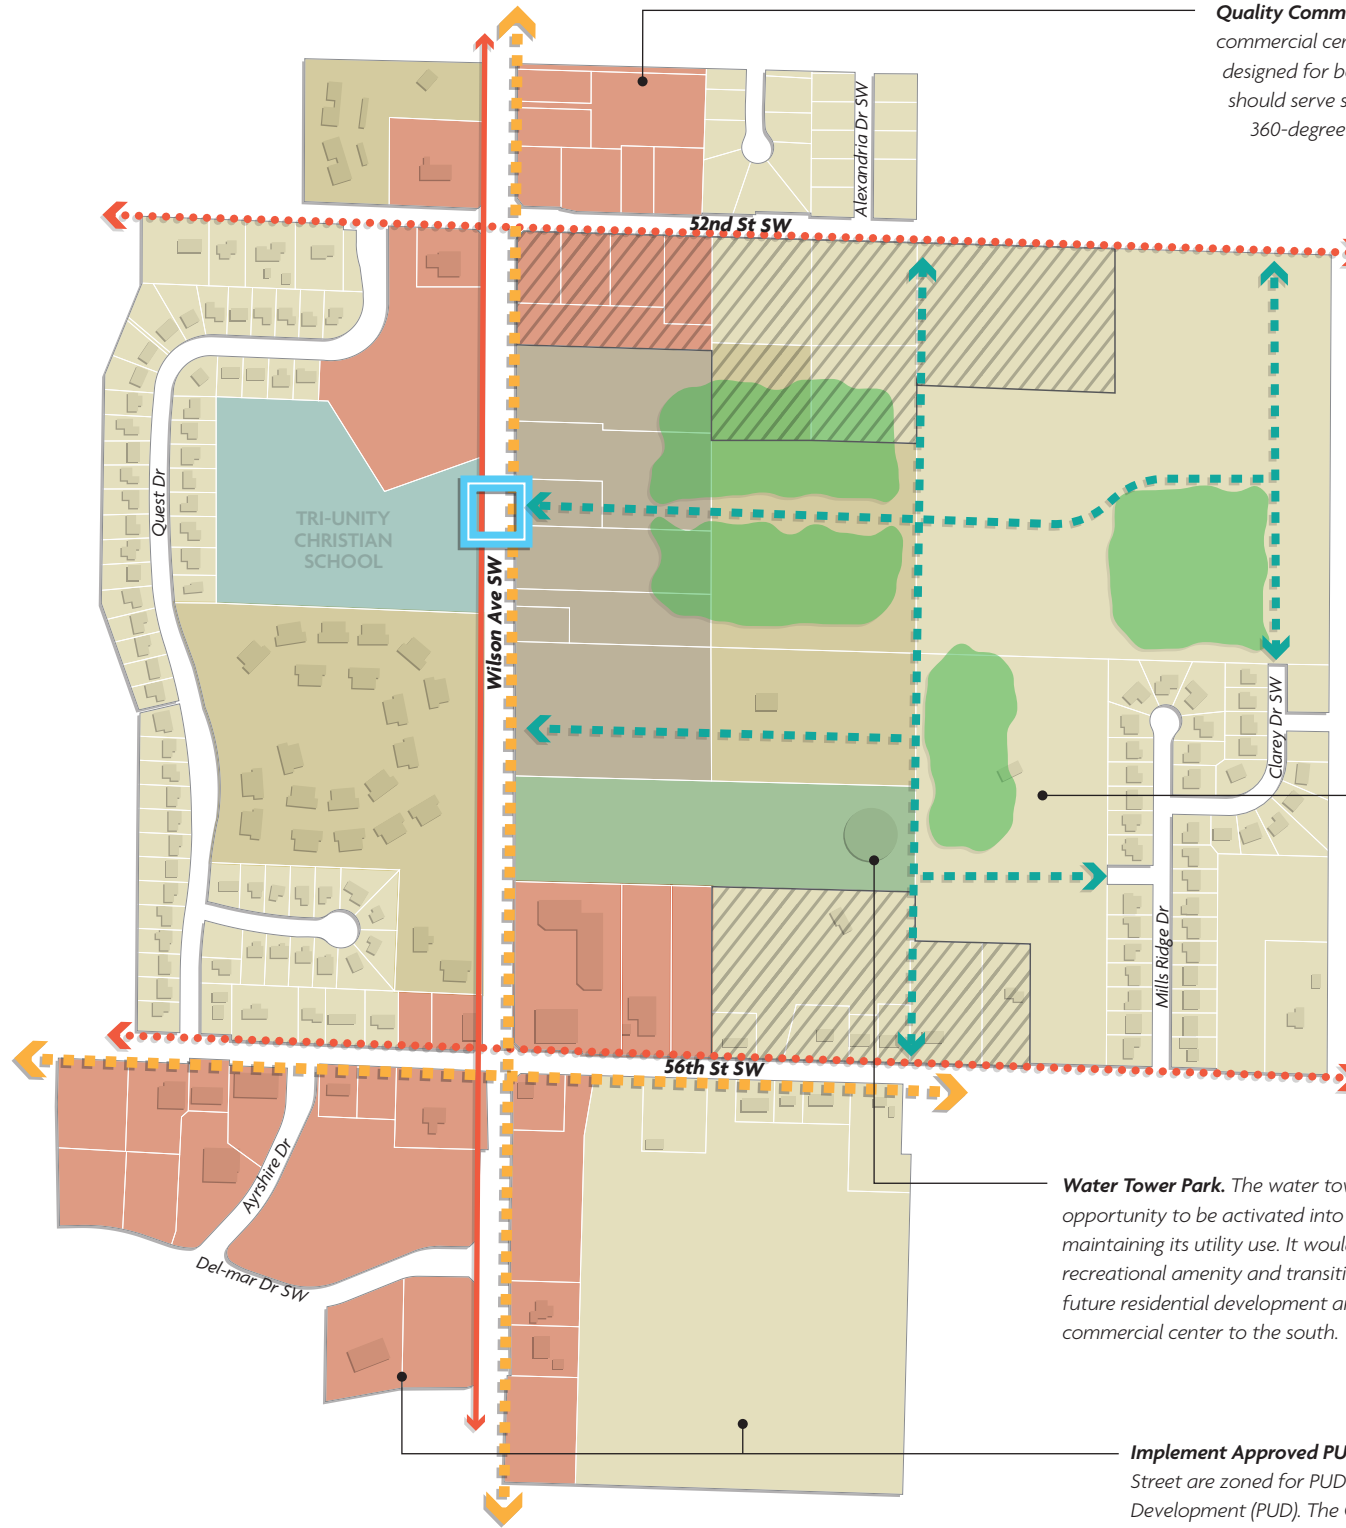 Quality Comm
commercial cer
designed for b
should serve s
360-degree
Alexandria Dr SW
52nd St SW
Quest Dr
TRI-UNITY
CHRISTIAN
SCHOOL
Wilson Ave SW
Clarey Dr SW
Mills Ridge Dr
56th St SW
Ayrshire Dr
Del-mar Dr SW
Water Tower Park. The water tow
opportunity to be activated into
maintaining its utility use. It would
recreational amenity and transiti
future residential development a
commercial center to the south.
Implement Approved PU
Street are zoned for PUD
Development (PUD). The